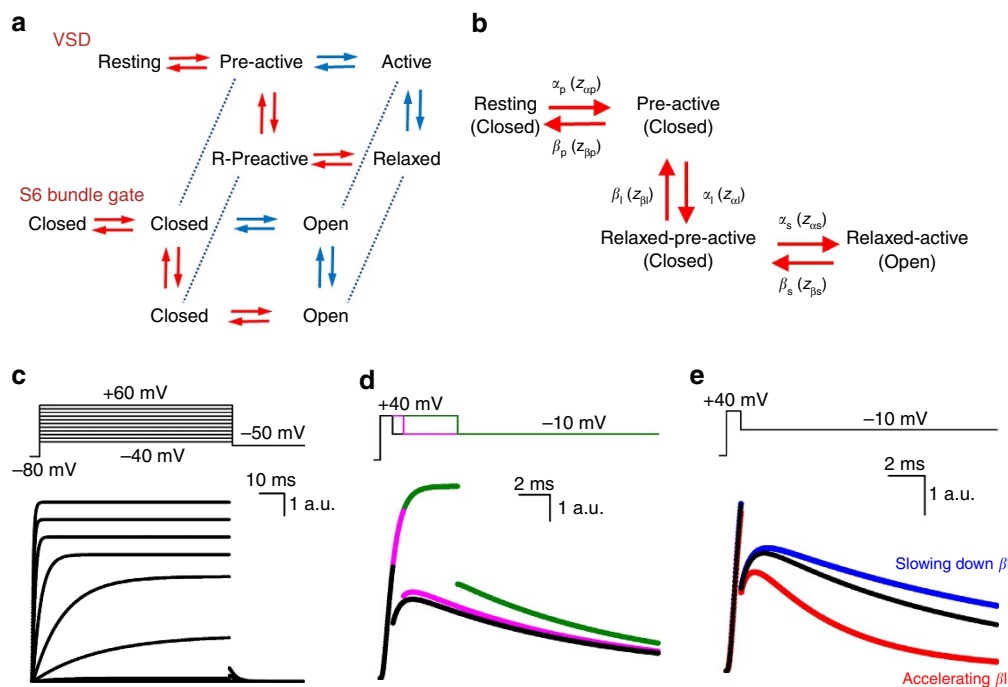 a
VSD
Resting
Pre-active
Active
R-Preactive
Relaxed
S6 bundle gate
Closed
Closed
Open
Closed
Open
b
Resting
(Closed)
αp (zαp)
βp (zβp)
Pre-active
(Closed)
βl (zβl)
αl (zαl)
Relaxed-pre-active
(Closed)
αs (zαs)
βs (zβs)
Relaxed-active
(Open)
c
+60 mV
−50 mV
−80 mV
−40 mV
10 ms
1 a.u.
d
+40 mV
−10 mV
2 ms
1 a.u.
e
+40 mV
−10 mV
2 ms
1 a.u.
Slowing down βl
Accelerating βl